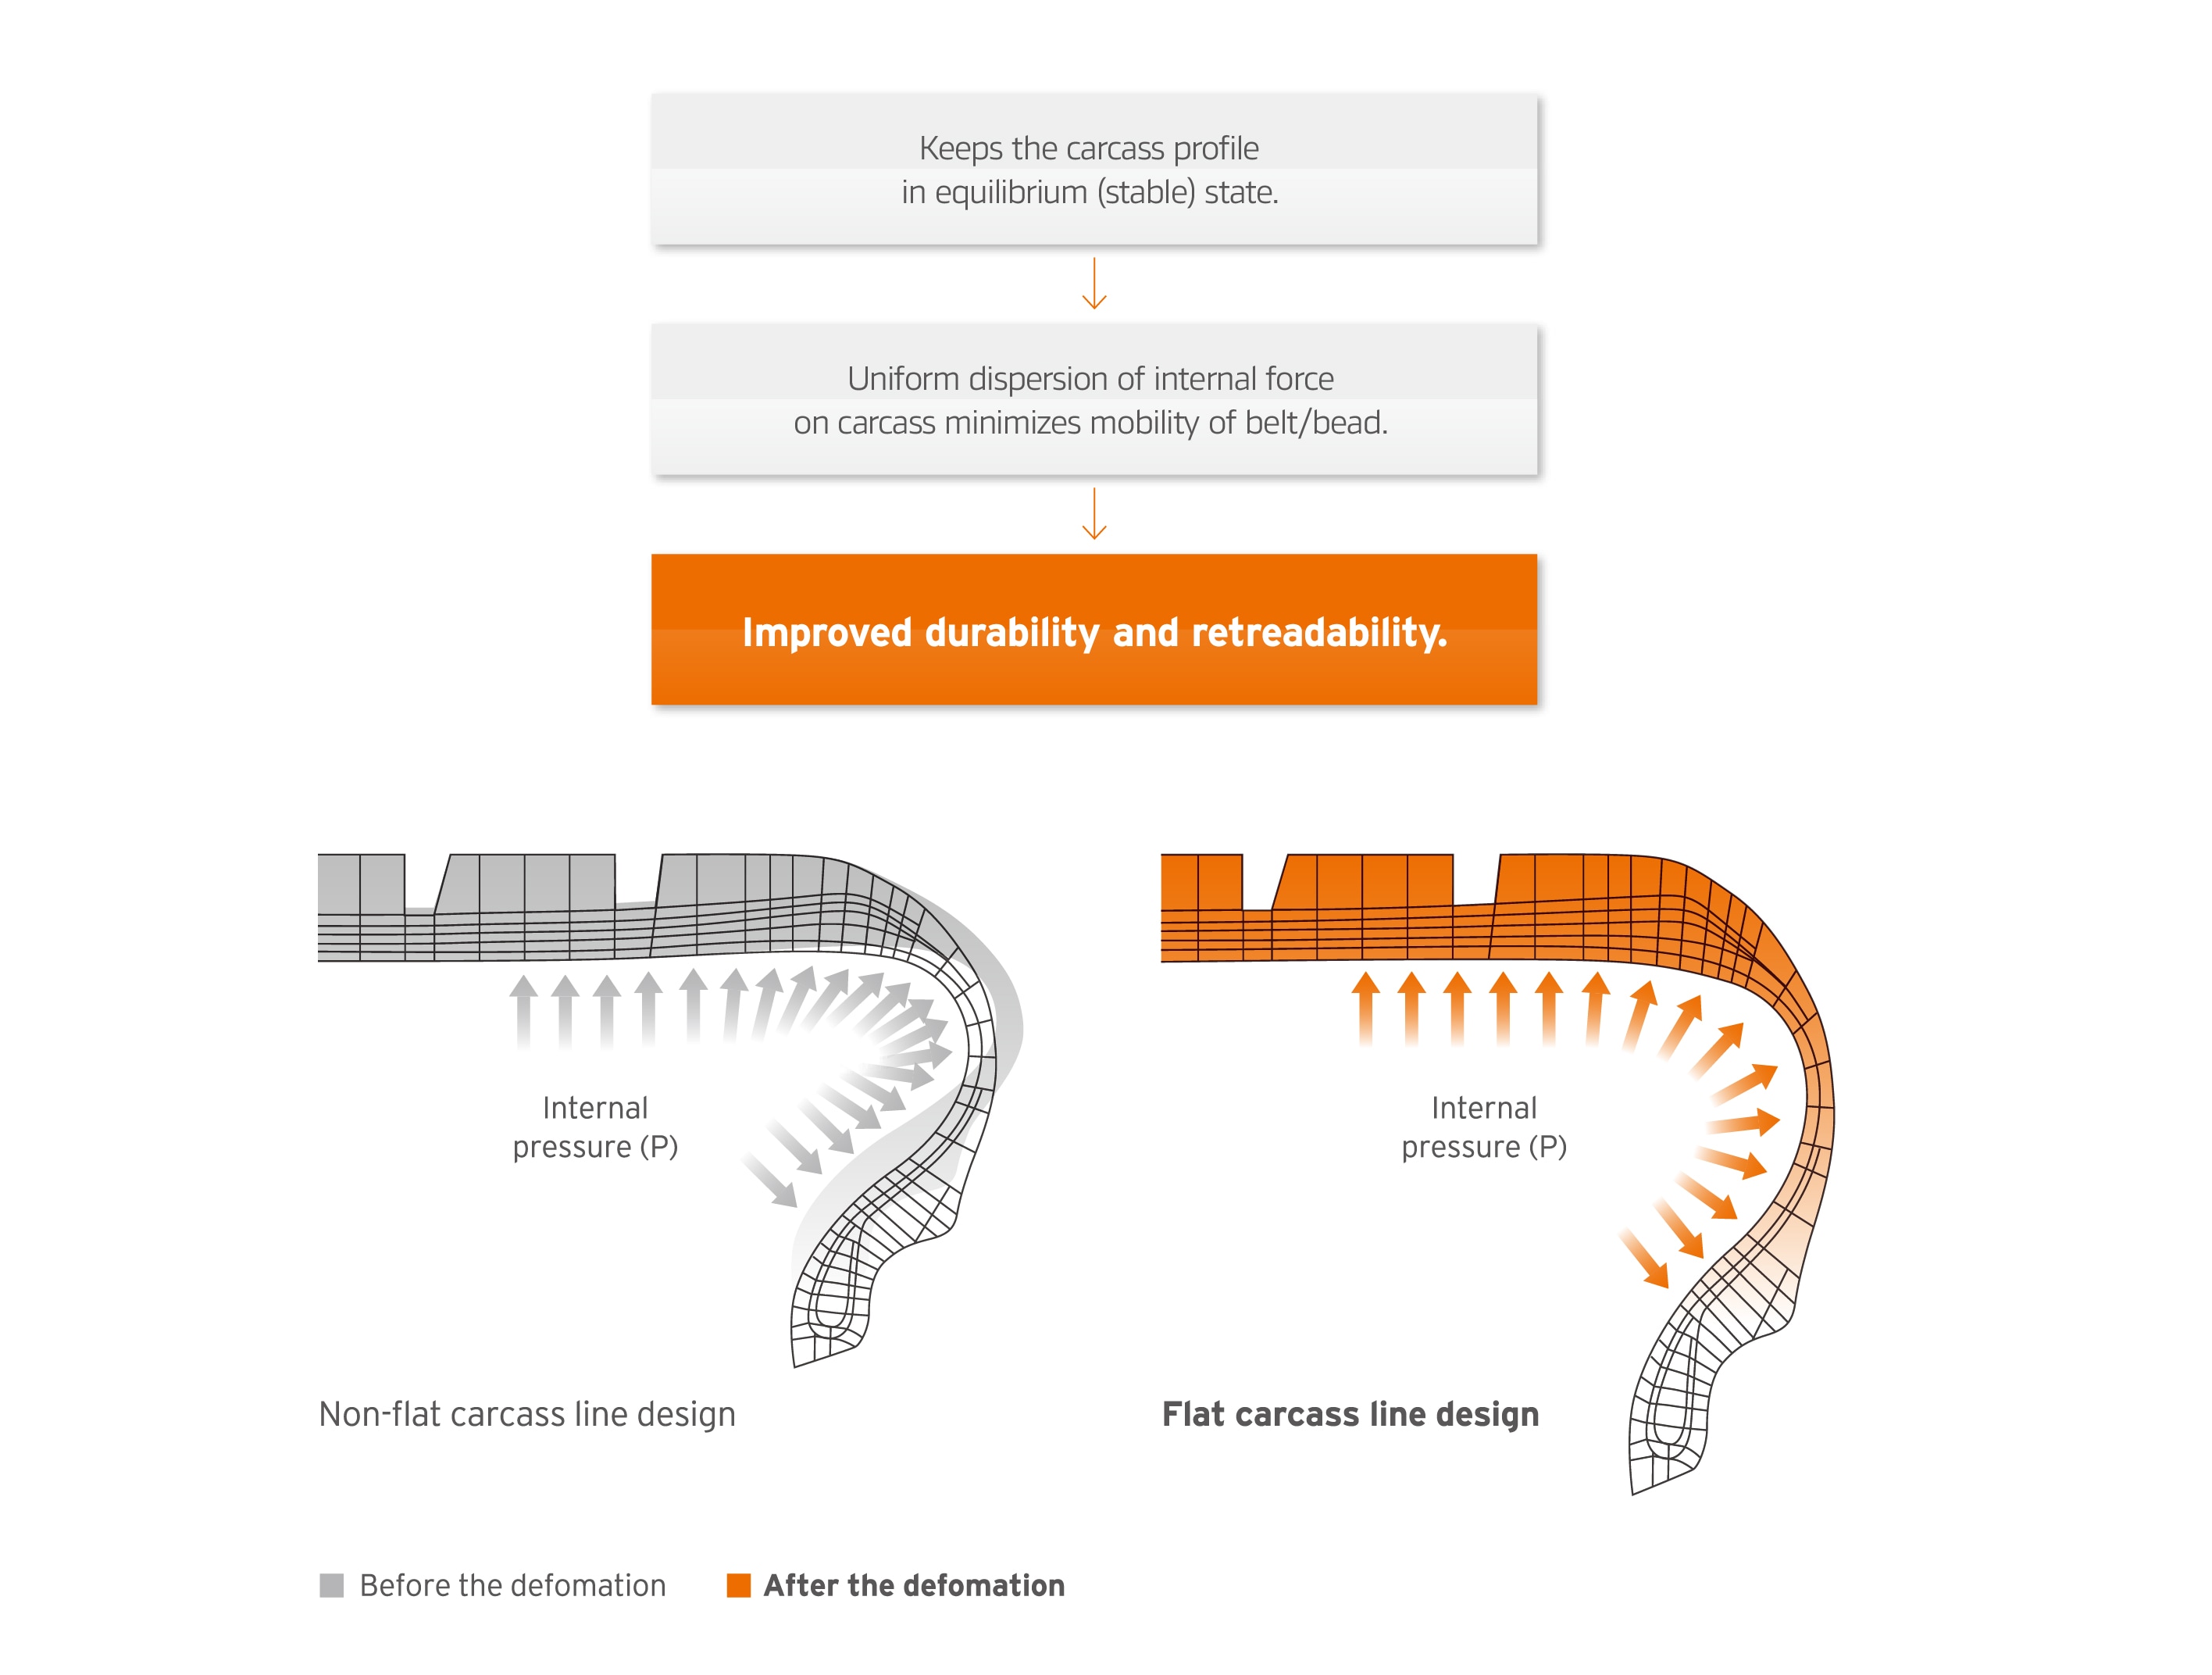 Keeps the carcass profile
in equilibrium (stable) state.
Uniform dispersion of internal force
on carcass minimizes mobility of belt/bead.
Improved durability and retreadability.
Internal
pressure (P)
Internal
pressure (P)
Non-flat carcass line design
Flat carcass line design
Before the defomation
After the defomation